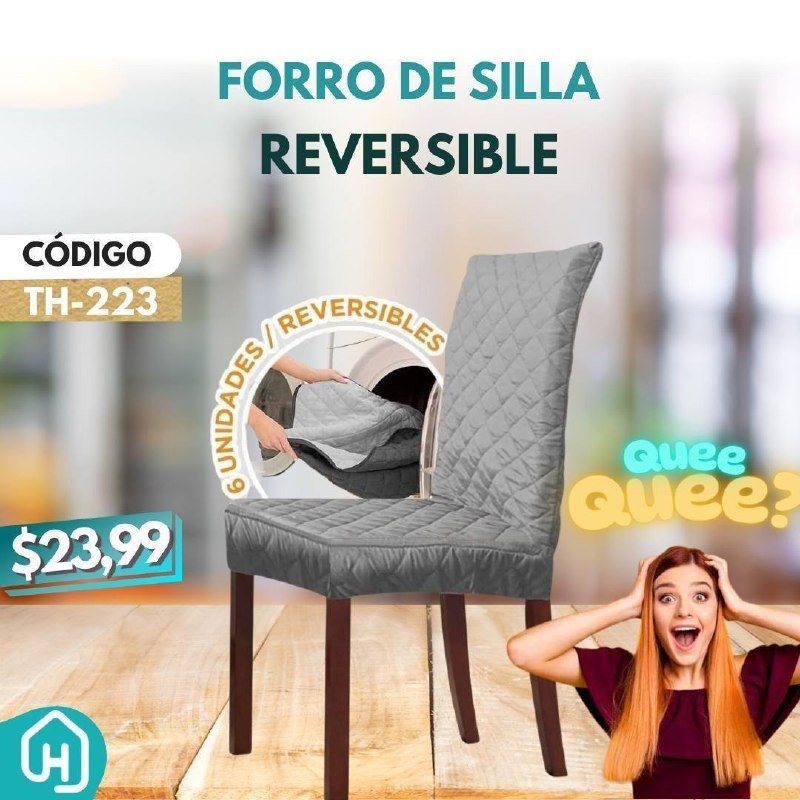 FORRO DE SILLA
REVERSIBLE
CÓDIGO
TH-223
6 UNIDADES / REVERSIBLES
Quee
Quee?
$23,99